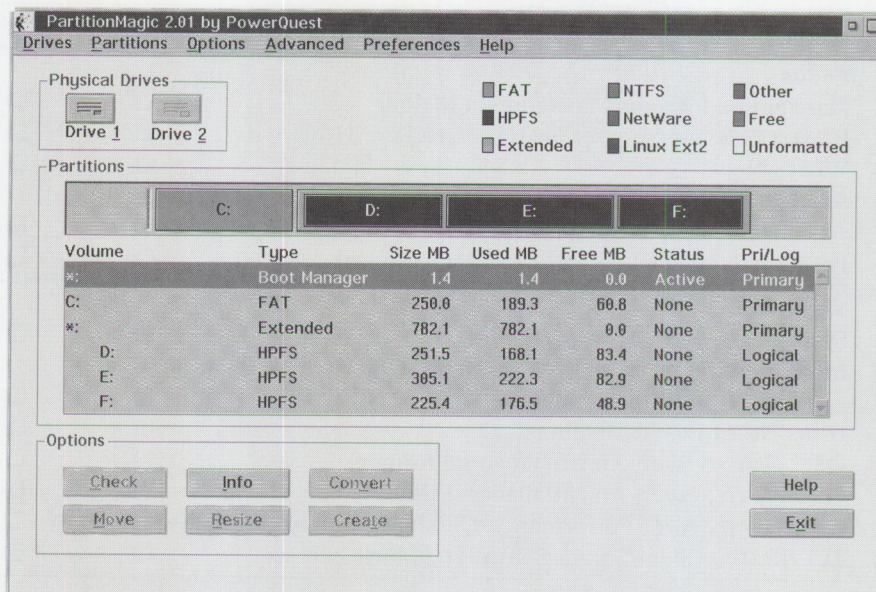 PartitionMagic 2.01 by PowerQuest
Drives Partitions Options Advanced Preferences Help
Physical Drives
Drive 1 Drive 2
FAT NTFS Other
HPFS NetWare Free
Extended Linux Ext2 Unformatted
Partitions
C: D: E: F:
Volume Type Size MB Used MB Free MB Status Pri/Log
*: Boot Manager 1.4 1.4 0.0 Active Primary
C: FAT 250.0 189.3 60.8 None Primary
*: Extended 782.1 782.1 0.0 None Primary
D: HPFS 251.5 168.1 83.4 None Logical
E: HPFS 305.1 222.3 82.9 None Logical
F: HPFS 225.4 176.5 48.9 None Logical
Options
Check Info Convert
Move Resize Create
Help
Exit